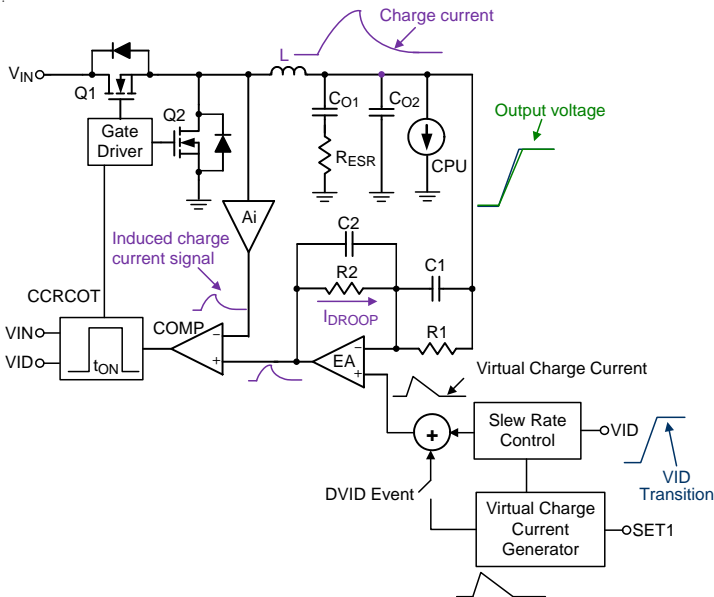 Charge current
L
VIN
Q1
Q2
CO1
CO2
Output voltage
Gate
Driver
RESR
CPU
Ai
C2
Induced charge
current signal
R2
C1
CCRCOT
IDROOP
R1
VIN
VID
tON
COMP
−
+
EA
−
+
Virtual Charge Current
+
Slew Rate
Control
VID
VID
Transition
DVID Event
Virtual Charge
Current
Generator
SET1